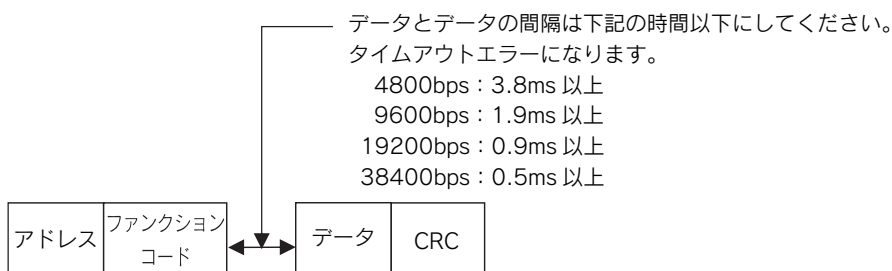 データとデータの間隔は下記の時間以下にしてください。
タイムアウトエラーになります。
4800bps：3.8ms 以上
9600bps：1.9ms 以上
19200bps：0.9ms 以上
38400bps：0.5ms 以上
アドレス
ファンクション
コード
データ
CRC